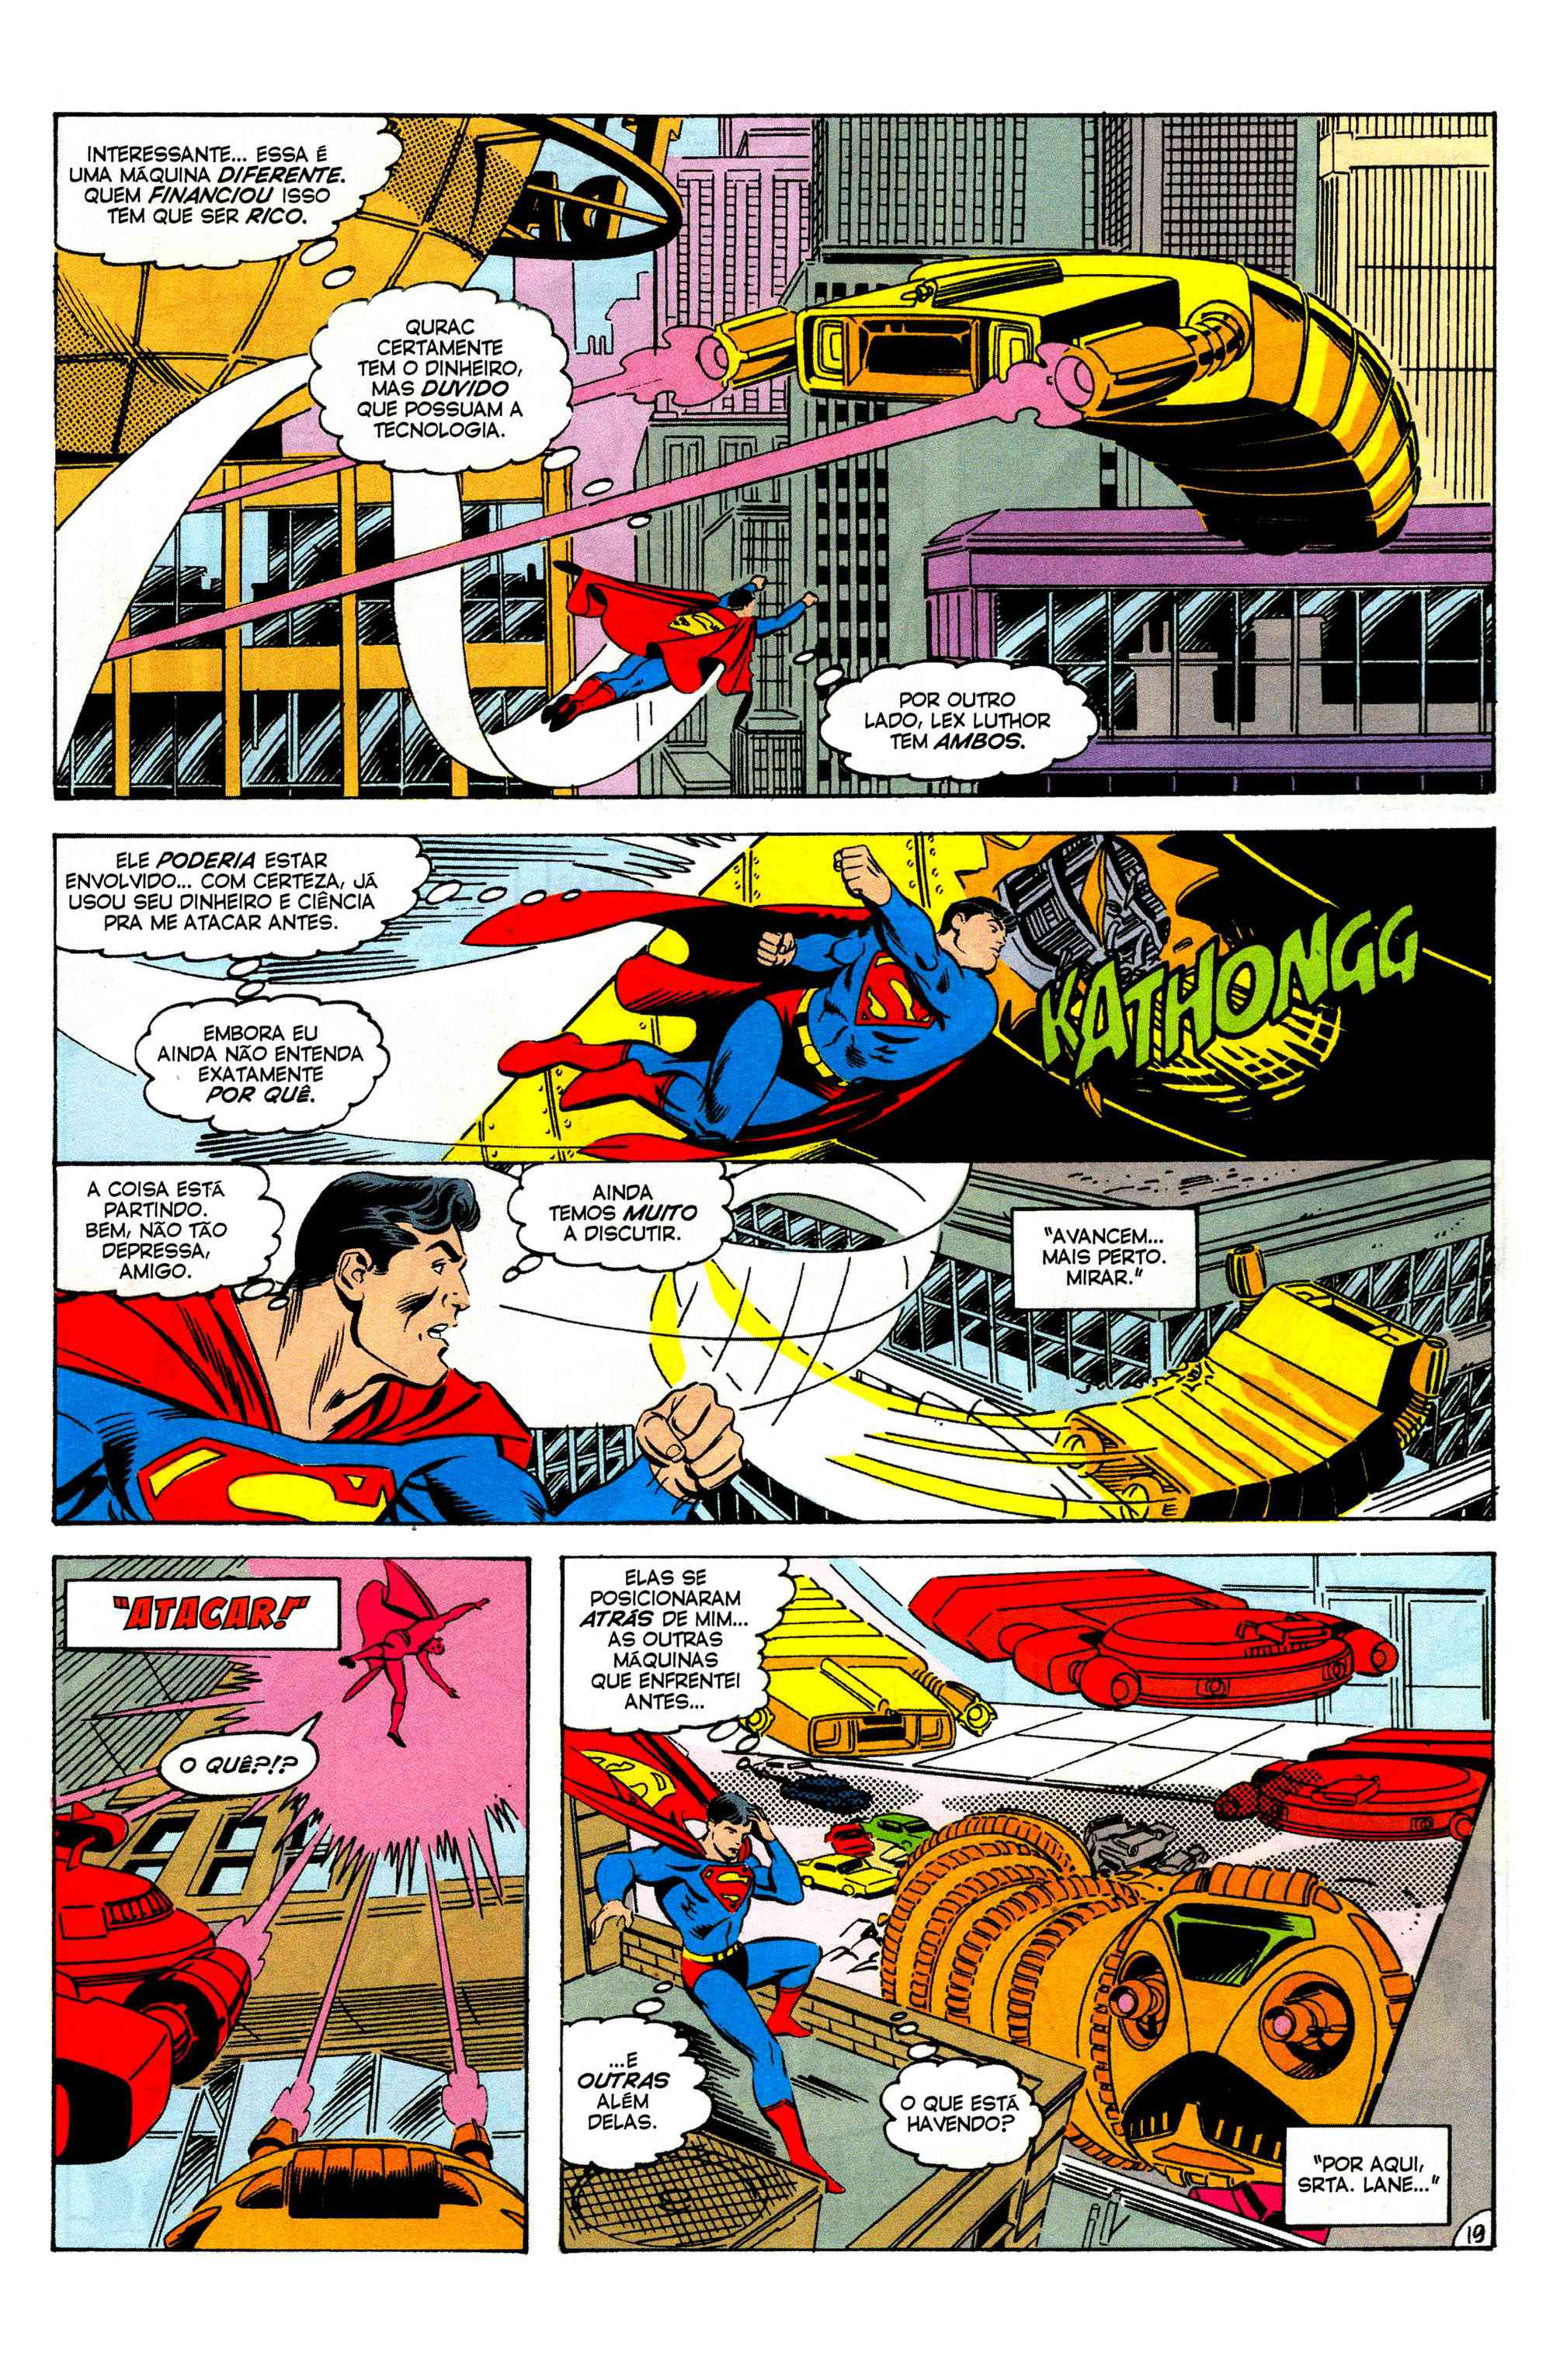 INTERESSANTE... ESSA É
UMA MÁQUINA DIFERENTE.
QUEM FINANCIOU ISSO
TEM QUE SER RICO.
QURAC
CERTAMENTE
TEM O DINHEIRO,
MAS DUVIDO
QUE POSSUAM A
TECNOLOGIA.
POR OUTRO
LADO, LEX LUTHOR
TEM AMBOS.
ELE PODERIA ESTAR
ENVOLVIDO... COM CERTEZA, JÁ
USOU SEU DINHEIRO E CIÊNCIA
PRA ME ATACAR ANTES.
EMBORA EU
AINDA NÃO ENTENDA
EXATAMENTE
POR QUÊ.
KATHONGG
A COISA ESTÁ
PARTINDO.
BEM, NÃO TÃO
DEPRESSA,
AMIGO.
AINDA
TEMOS MUITO
A DISCUTIR.
"AVANCEM...
MAIS PERTO.
MIRAR."
"ATACAR!"
O QUÊ?!?
ELAS SE
POSICIONARAM
ATRÁS DE MIM...
AS OUTRAS
MÁQUINAS
QUE ENFRENTEI
ANTES...
...E
OUTRAS
ALÉM
DELAS.
O QUE ESTÁ
HAVENDO?
"POR AQUI,
SRTA. LANE..."
19